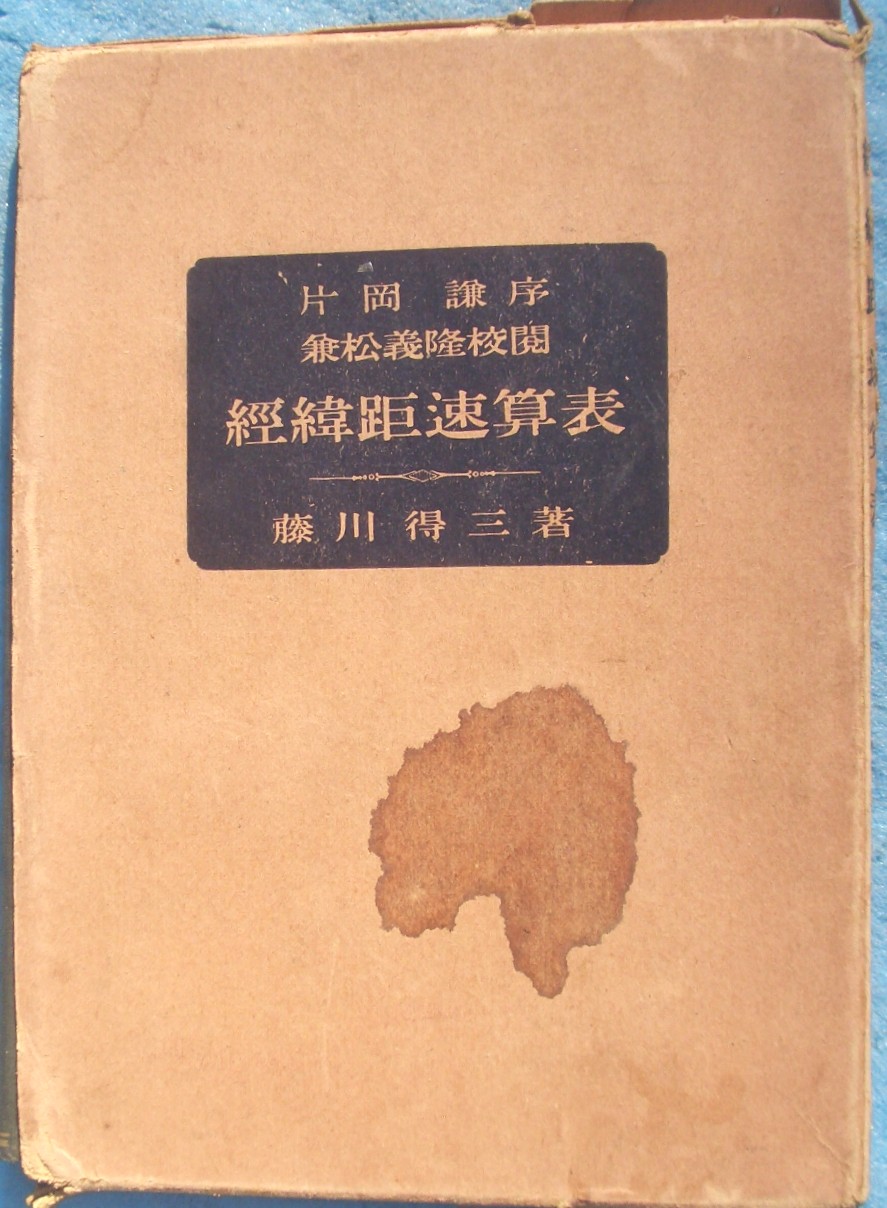 片岡 謙序
兼松義隆校閲
經緯距速算表
藤川得三著